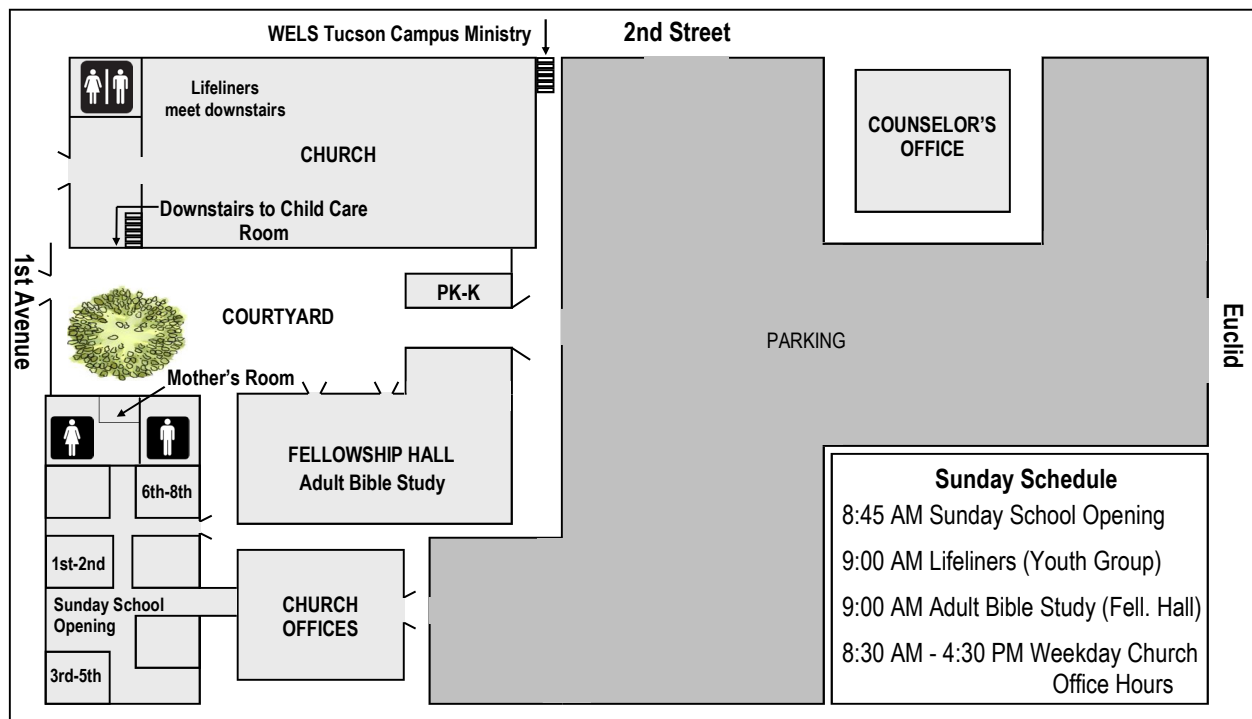 WELS Tucson Campus Ministry
2nd Street
Lifeliners
meet downstairs
CHURCH
COUNSELOR'S
OFFICE
Downstairs to Child Care
Room
1st Avenue
PK-K
COURTYARD
PARKING
Euclid
Mother's Room
FELLOWSHIP HALL
Adult Bible Study
6th-8th
1st-2nd
Sunday School
Opening
3rd-5th
CHURCH
OFFICES
Sunday Schedule
8:45 AM Sunday School Opening
9:00 AM Lifeliners (Youth Group)
9:00 AM Adult Bible Study (Fell. Hall)
8:30 AM - 4:30 PM Weekday Church
Office Hours